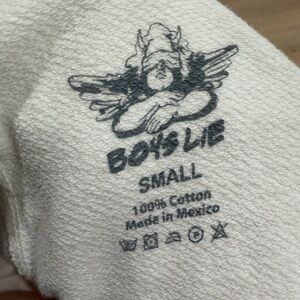 BOYS LIE
SMALL
100% Cotton
Made in Mexico